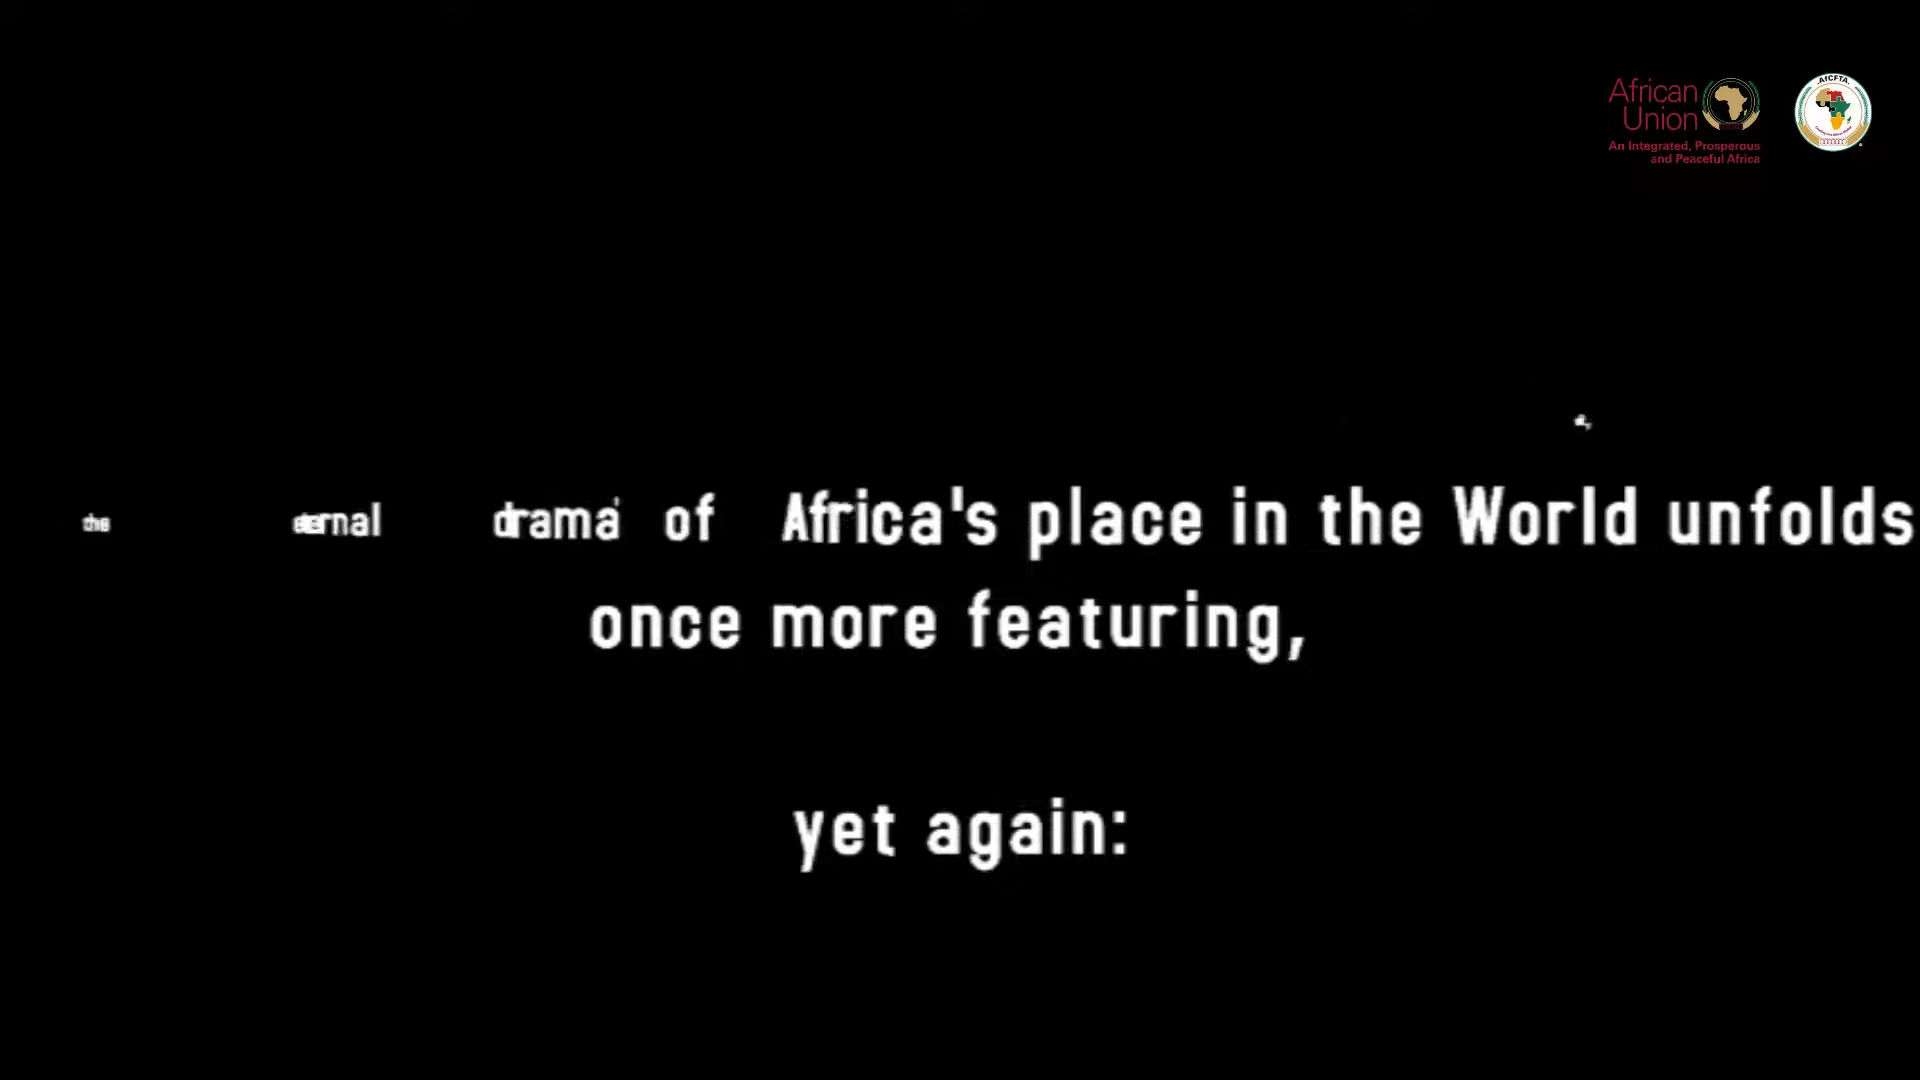 African
Union
An Integrated, Prosperous
and Peaceful Africa
AfCFTA
the eternal drama of Africa's place in the World unfolds
once more featuring,
yet again: